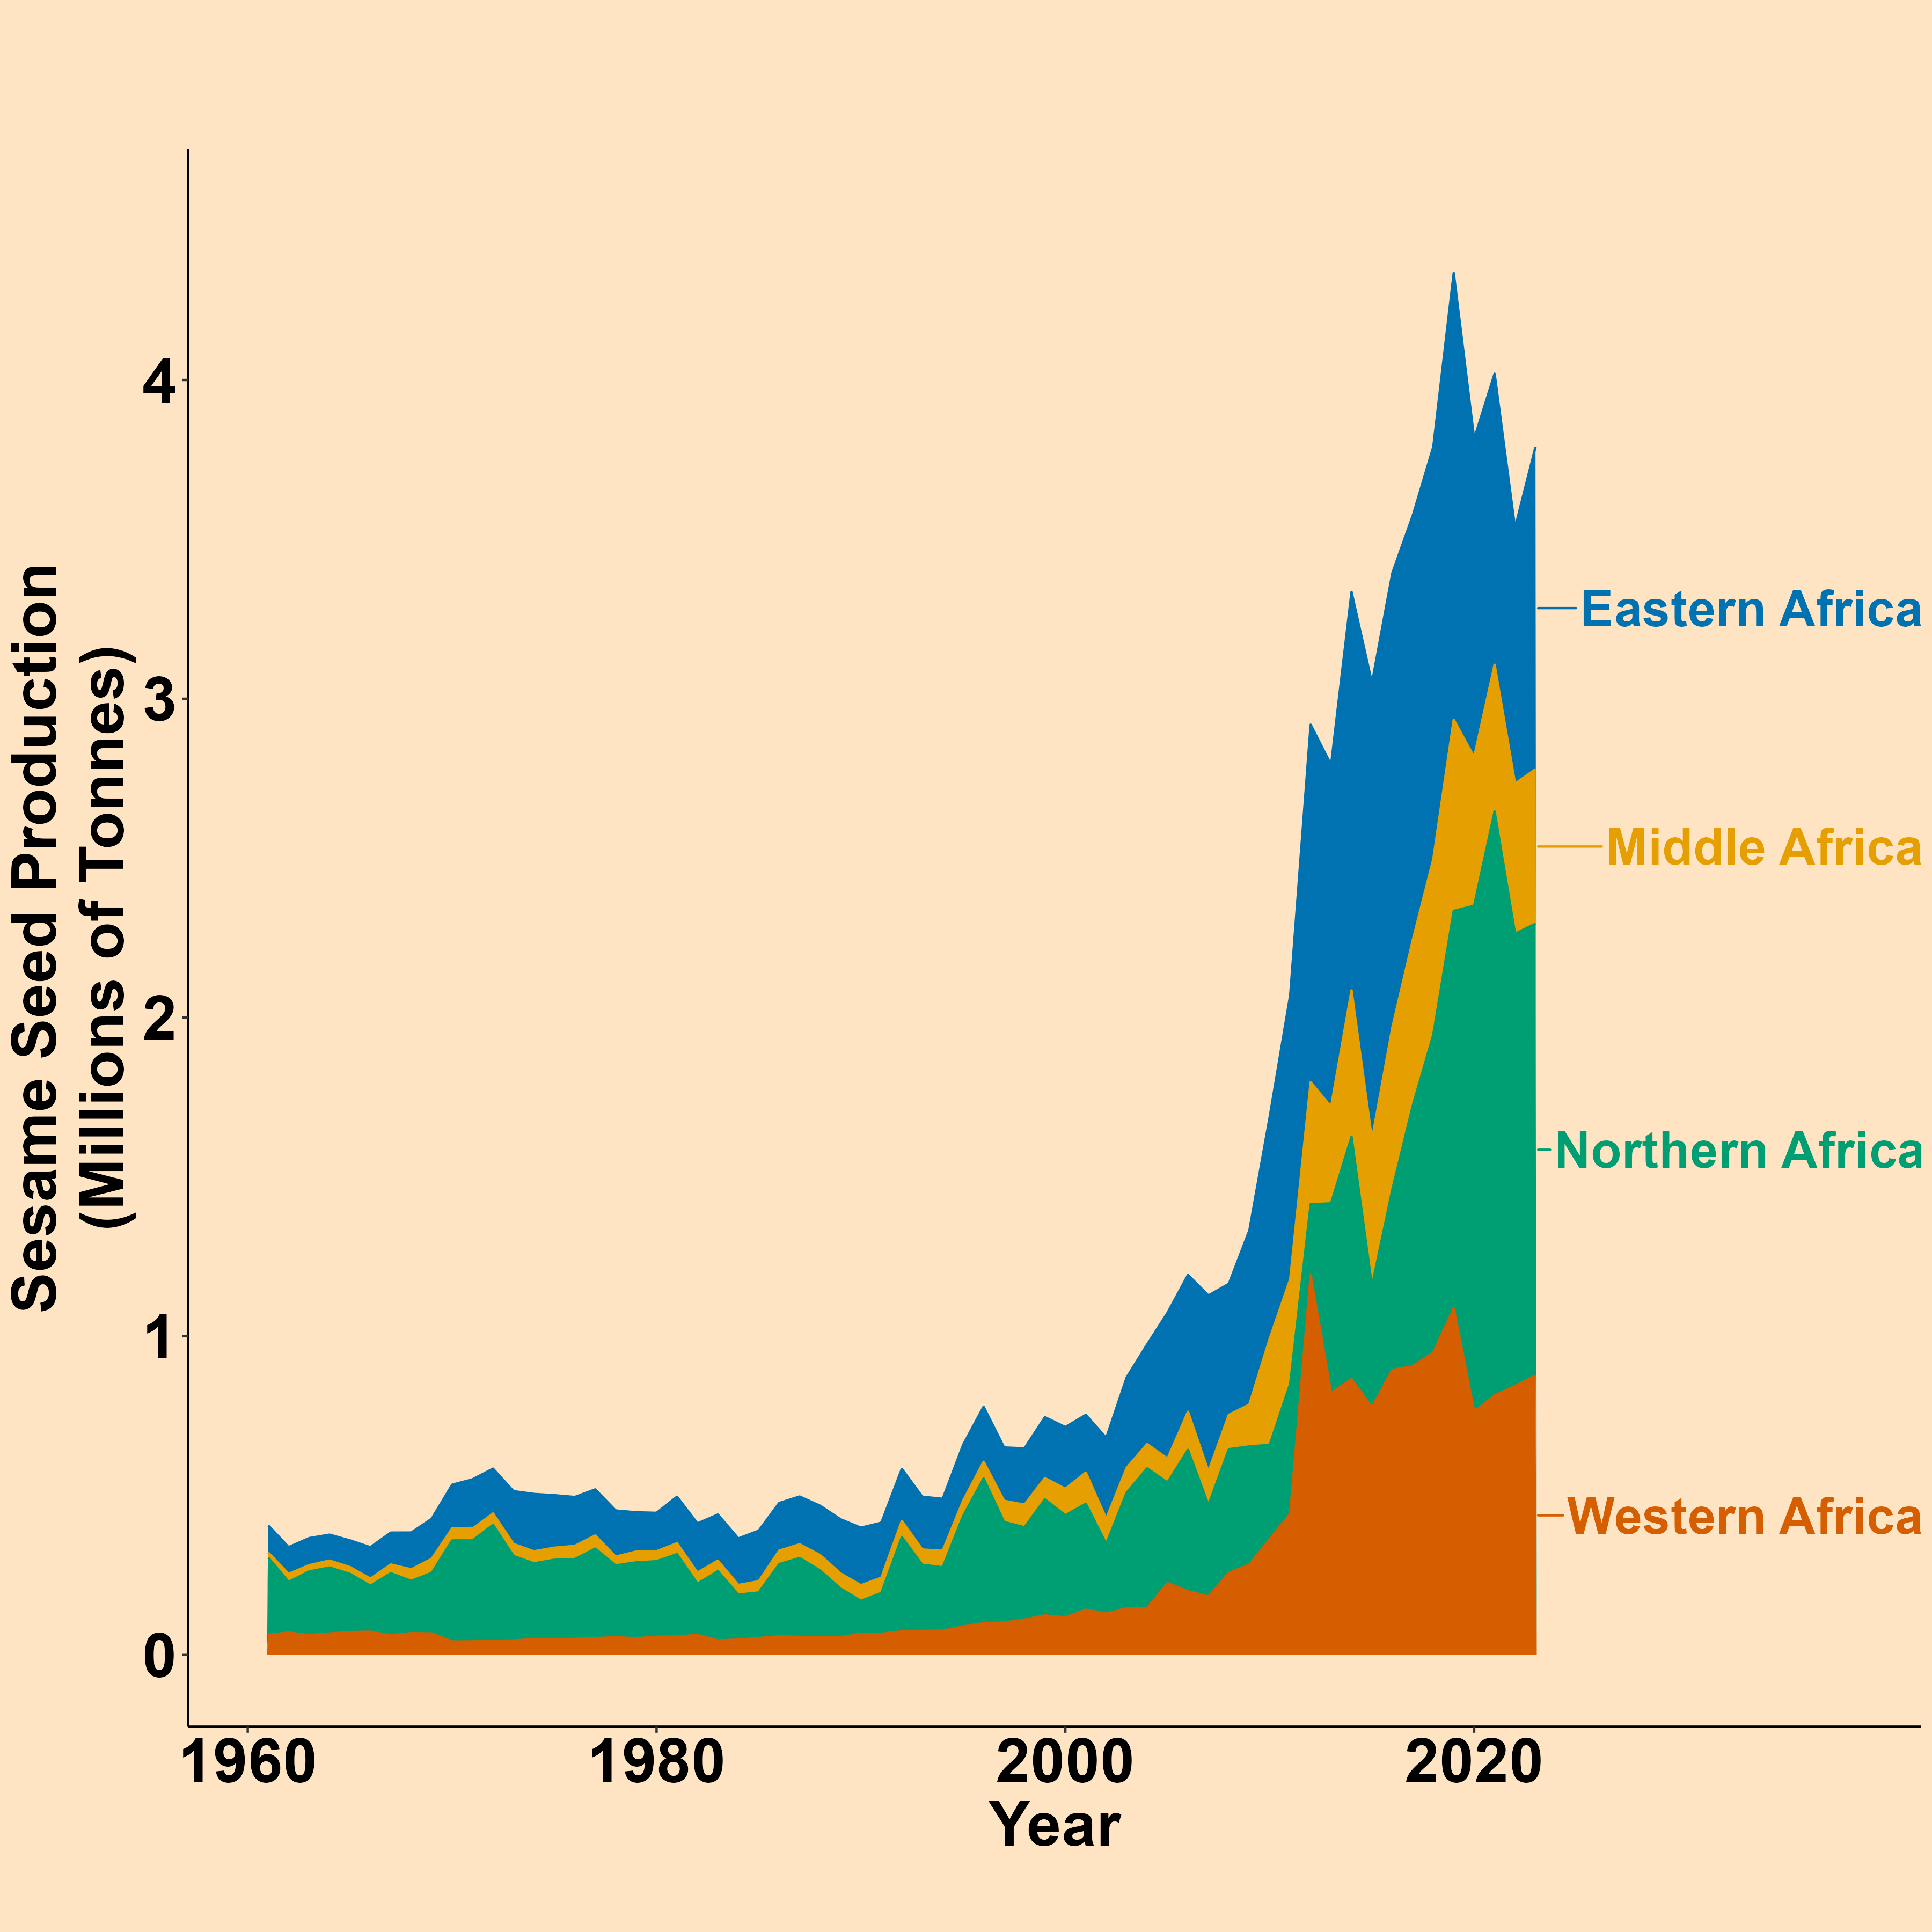 Sesame Seed Production
(Millions of Tonnes)
4
3
2
1
0
1960
1980
2000
2020
Year
Eastern Africa
Middle Africa
Northern Africa
Western Africa